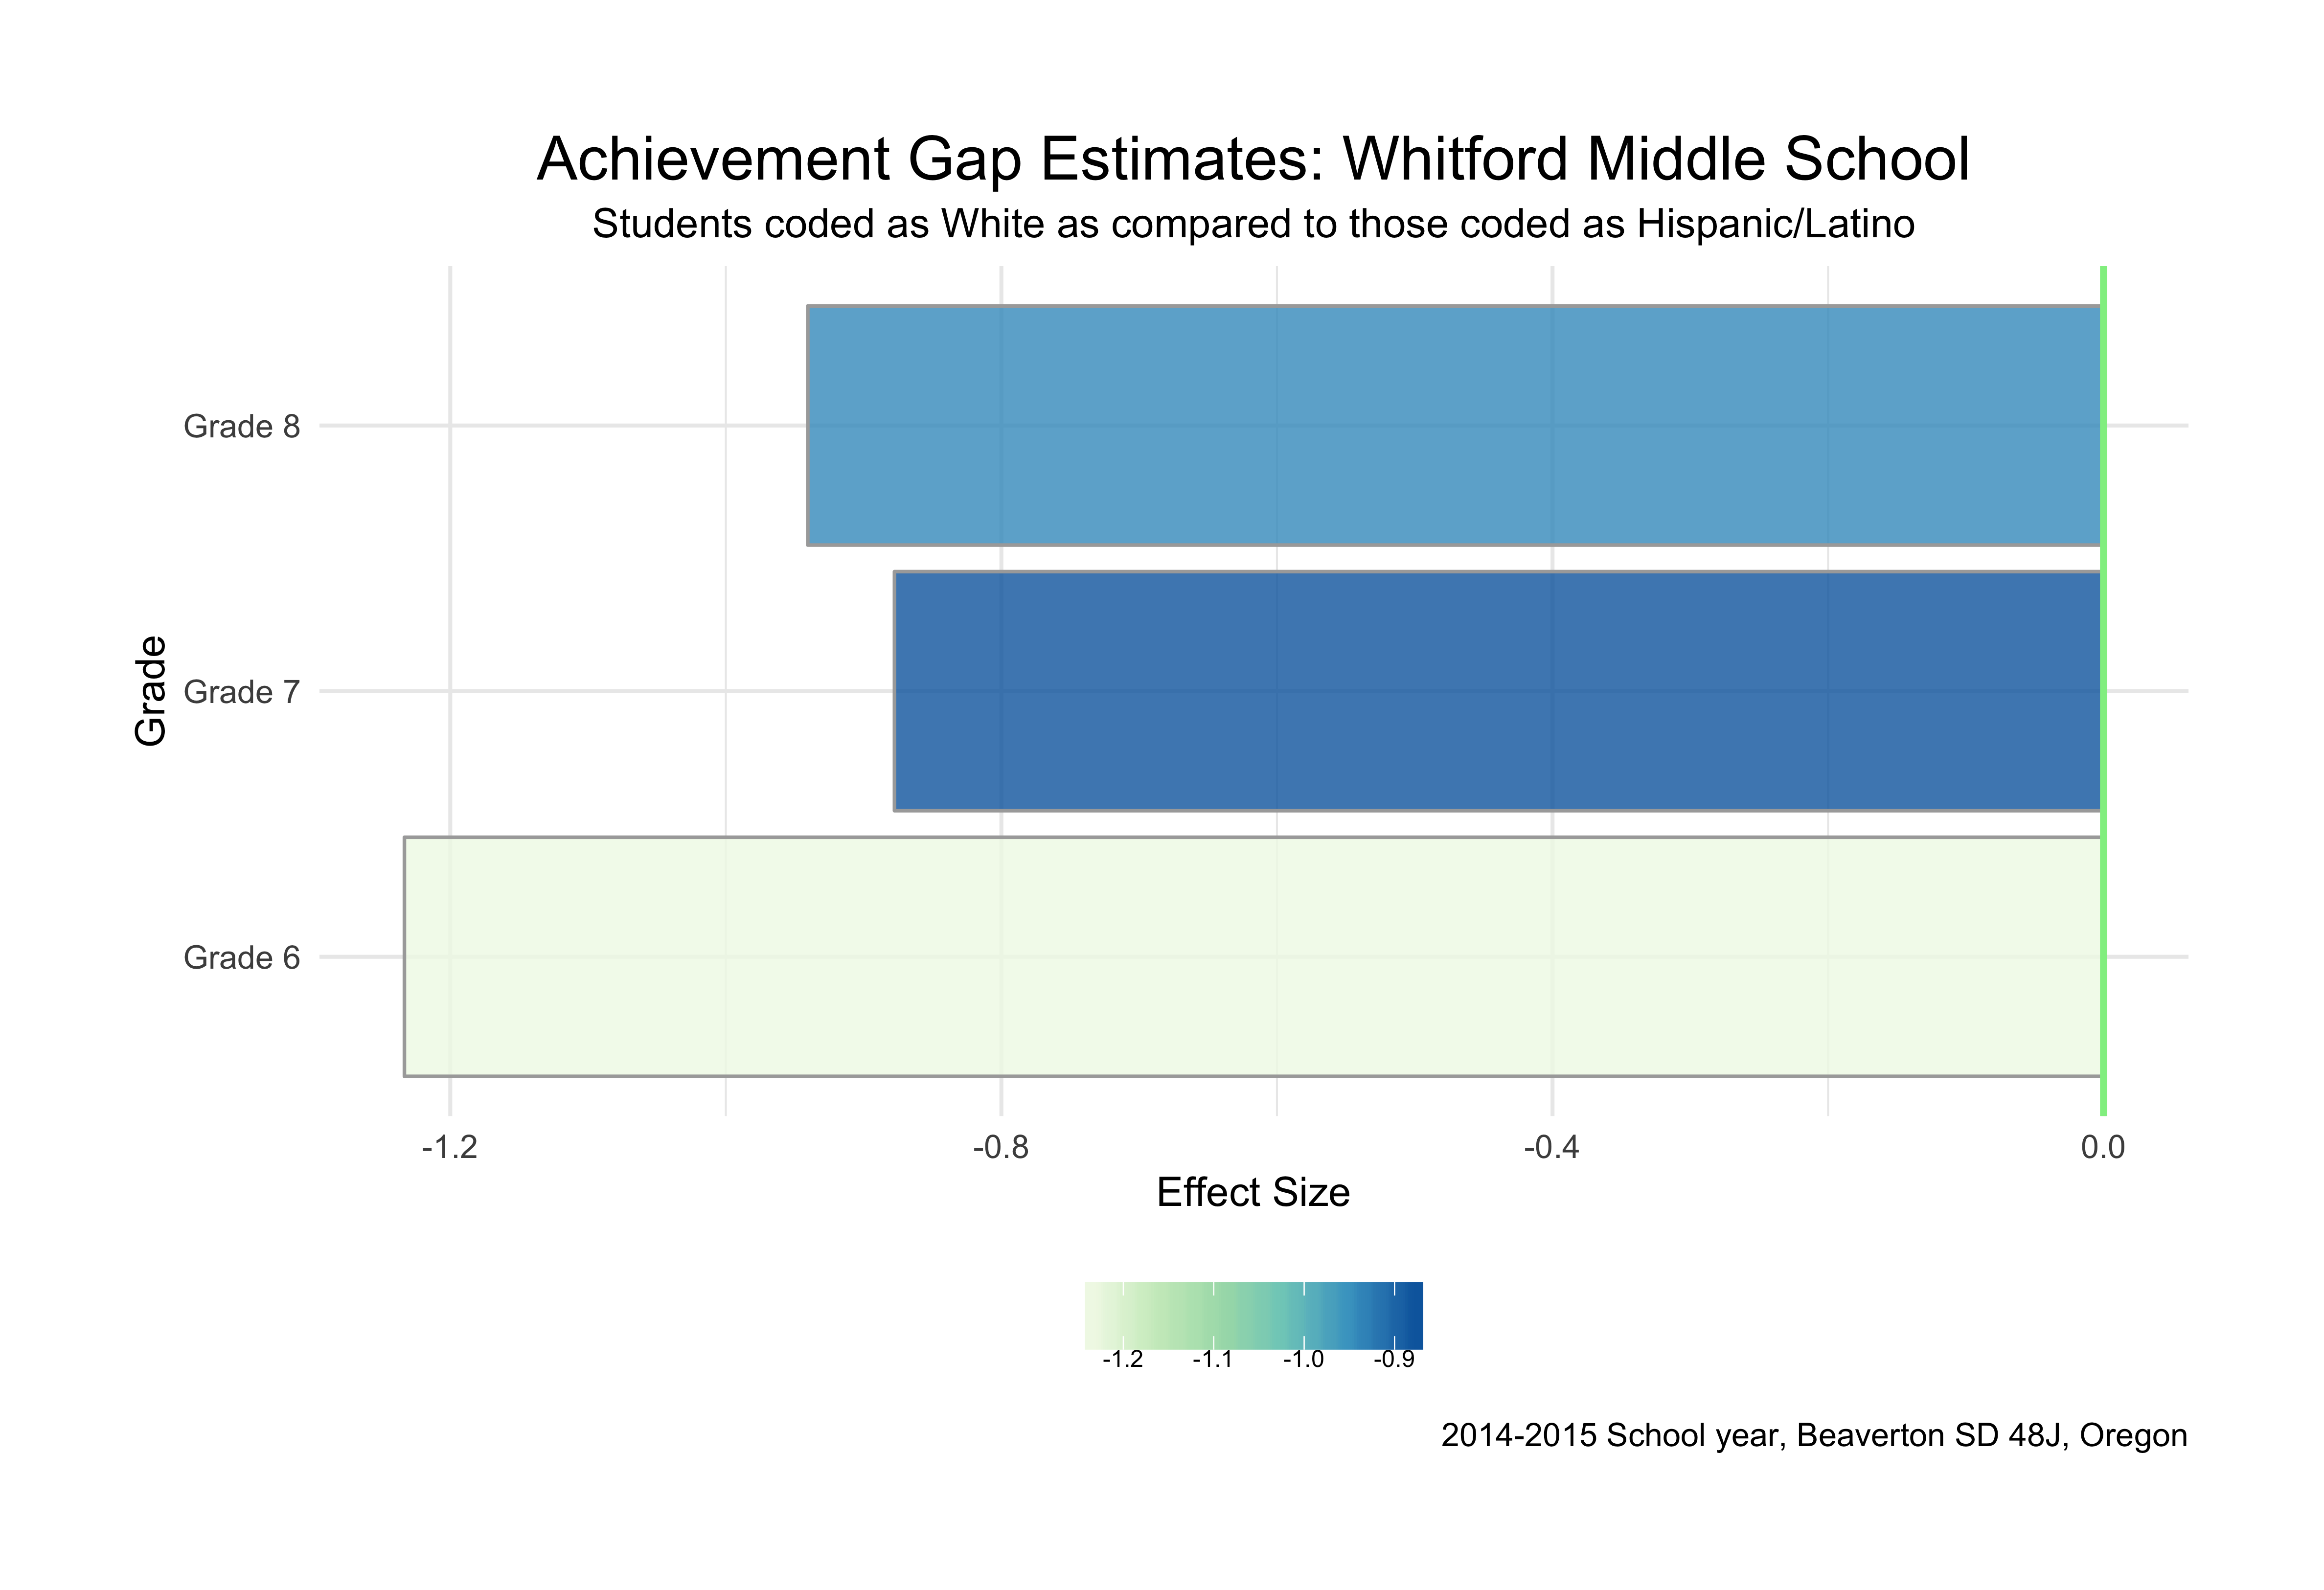 Achievement Gap Estimates: Whitford Middle School
Students coded as White as compared to those coded as Hispanic/Latino
Grade
Grade 8
Grade 7
Grade 6
-1.2 -0.8 -0.4 0.0
Effect Size
-1.2 -1.1 -1.0 -0.9
2014-2015 School year, Beaverton SD 48J, Oregon